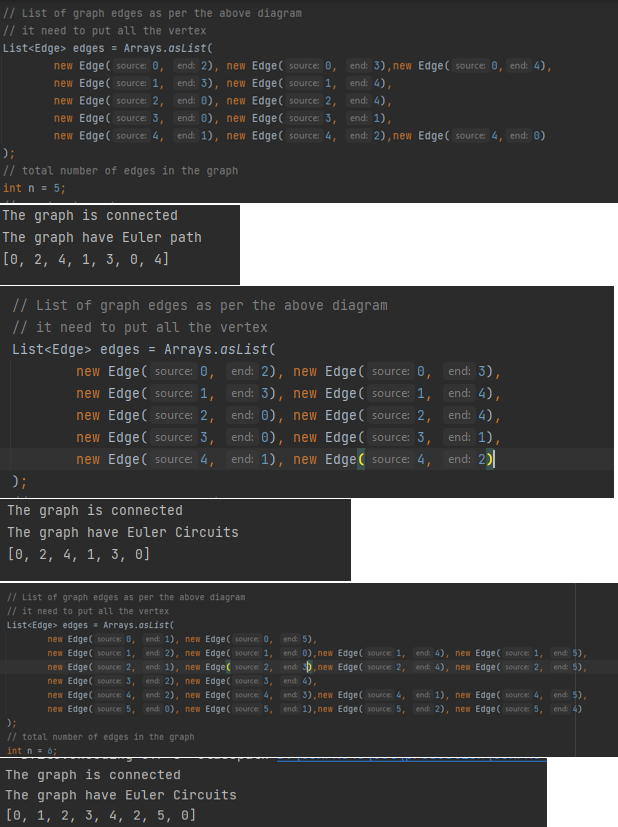 // List of graph edges as per the above diagram
// it need to put all the vertex
List<Edge> edges = Arrays.asList(
new Edge( source: 0, end: 2), new Edge( source: 0, end: 3),new Edge( source: 0, end: 4),
new Edge( source: 1, end: 3), new Edge( source: 1, end: 4),
new Edge( source: 2, end: 0), new Edge( source: 2, end: 4),
new Edge( source: 3, end: 0), new Edge( source: 3, end: 1),
new Edge( source: 4, end: 1), new Edge( source: 4, end: 2),new Edge( source: 4, end: 0)
);
// total number of edges in the graph
int n = 5;
The graph is connected
The graph have Euler path
[0, 2, 4, 1, 3, 0, 4]
// List of graph edges as per the above diagram
// it need to put all the vertex
List<Edge> edges = Arrays.asList(
new Edge( source: 0, end: 2), new Edge( source: 0, end: 3),
new Edge( source: 1, end: 3), new Edge( source: 1, end: 4),
new Edge( source: 2, end: 0), new Edge( source: 2, end: 4),
new Edge( source: 3, end: 0), new Edge( source: 3, end: 1),
new Edge( source: 4, end: 1), new Edge( source: 4, end: 2)
);
The graph is connected
The graph have Euler Circuits
[0, 2, 4, 1, 3, 0]
// List of graph edges as per the above diagram
// it need to put all the vertex
List<Edge> edges = Arrays.asList(
new Edge( source: 0, end: 1), new Edge( source: 0, end: 5),
new Edge( source: 1, end: 2), new Edge( source: 1, end: 0),new Edge( source: 1, end: 4), new Edge( source: 1, end: 5),
new Edge( source: 2, end: 1), new Edge( source: 2, end: 3),new Edge( source: 2, end: 4), new Edge( source: 2, end: 5),
new Edge( source: 3, end: 2), new Edge( source: 3, end: 4),
new Edge( source: 4, end: 2), new Edge( source: 4, end: 3),new Edge( source: 4, end: 1), new Edge( source: 4, end: 5)
new Edge( source: 5, end: 0), new Edge( source: 5, end: 1),new Edge( source: 5, end: 2), new Edge( source: 5, end: 4)
);
// total number of edges in the graph
int n = 6;
The graph is connected
The graph have Euler Circuits
[0, 1, 2, 3, 4, 2, 5, 0]